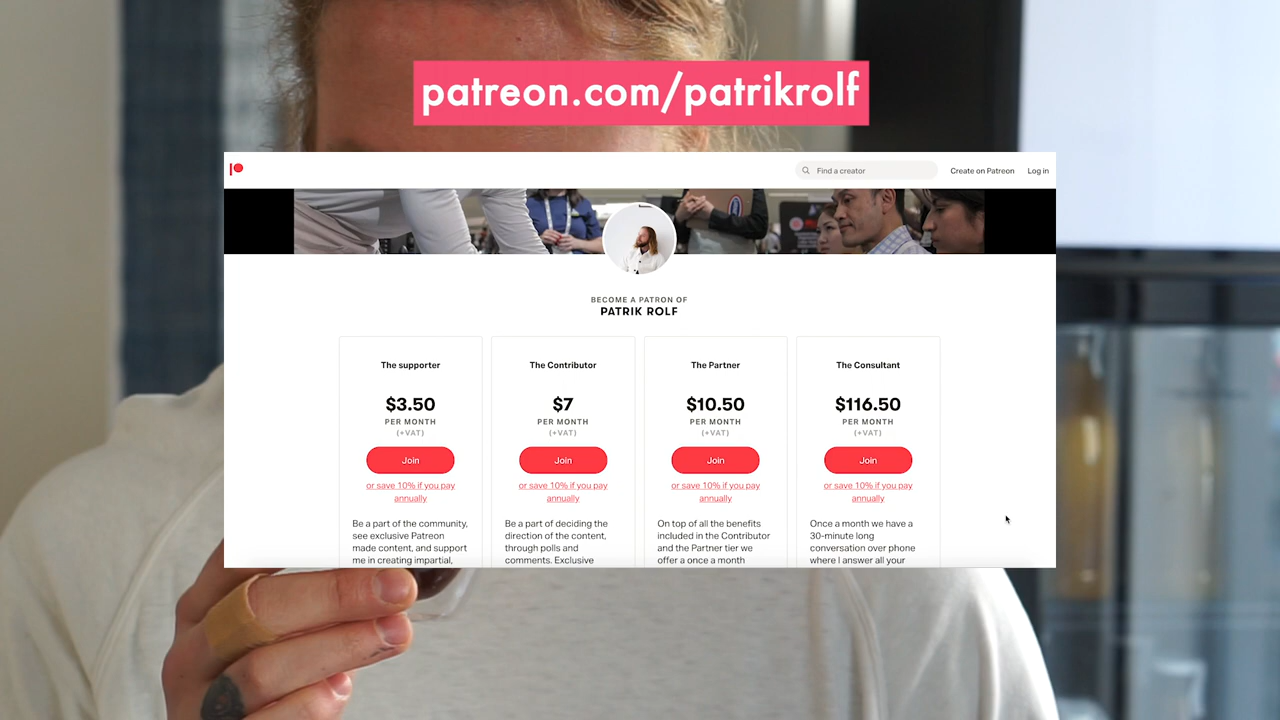 patreon.com/patrikrolf
Find a creator
Create on Patreon
Log in
BECOME A PATRON OF
PATRIK ROLF
The supporter
$3.50
PER MONTH
(+VAT)
Join
or save 10% if you pay
annually
Be a part of the community,
see exclusive Patreon
made content, and support
me in creating impartial,
The Contributor
$7
PER MONTH
(+VAT)
Join
or save 10% if you pay
annually
Be a part of deciding the
direction of the content,
through polls and
comments. Exclusive
The Partner
$10.50
PER MONTH
(+VAT)
Join
or save 10% if you pay
annually
On top of all the benefits
included in the Contributor
and the Partner tier we
offer a once a month
The Consultant
$116.50
PER MONTH
(+VAT)
Join
or save 10% if you pay
annually
Once a month we have a
30-minute long
conversation over phone
where I answer all your